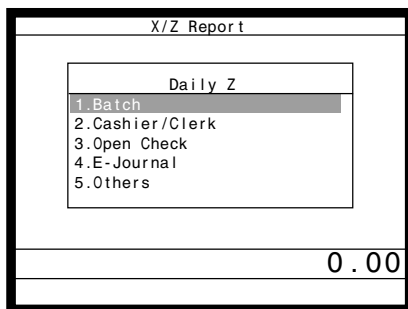 X/Z Report
Daily Z
1.Batch
2.Cashier/Clerk
3.Open Check
4.E-Journal
5.Others
0.00